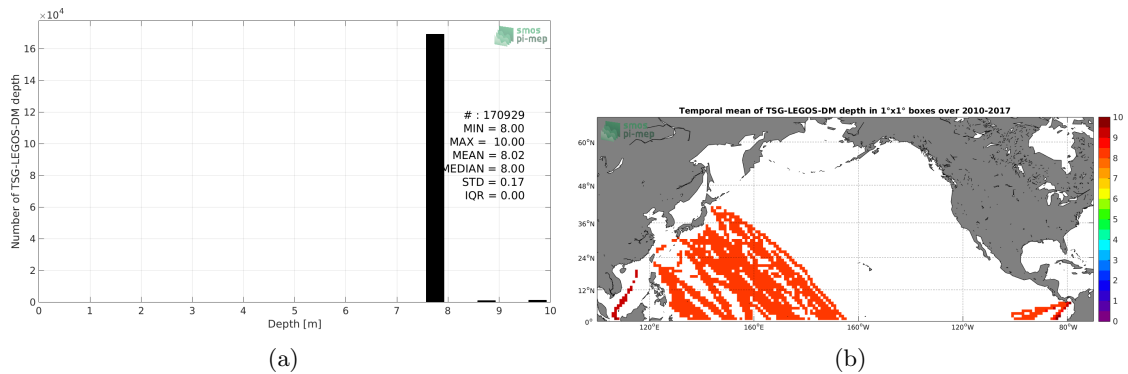 ×10⁴
smos
pi-mep
16
14
12
10
8
6
4
2
0
Number of TSG-LEGOS-DM depth
# : 170929
MIN = 8.00
MAX = 10.00
MEAN = 8.02
MEDIAN = 8.00
STD = 0.17
IQR = 0.00
0 1 2 3 4 5 6 7 8 9 10
Depth [m]
(a)
Temporal mean of TSG-LEGOS-DM depth in 1°x1° boxes over 2010-2017
smos
pi-mep
60°N
48°N
36°N
24°N
12°N
0°
120°E 160°E 160°W 120°W 80°W
10
9
8
7
6
5
4
3
2
1
0
(b)